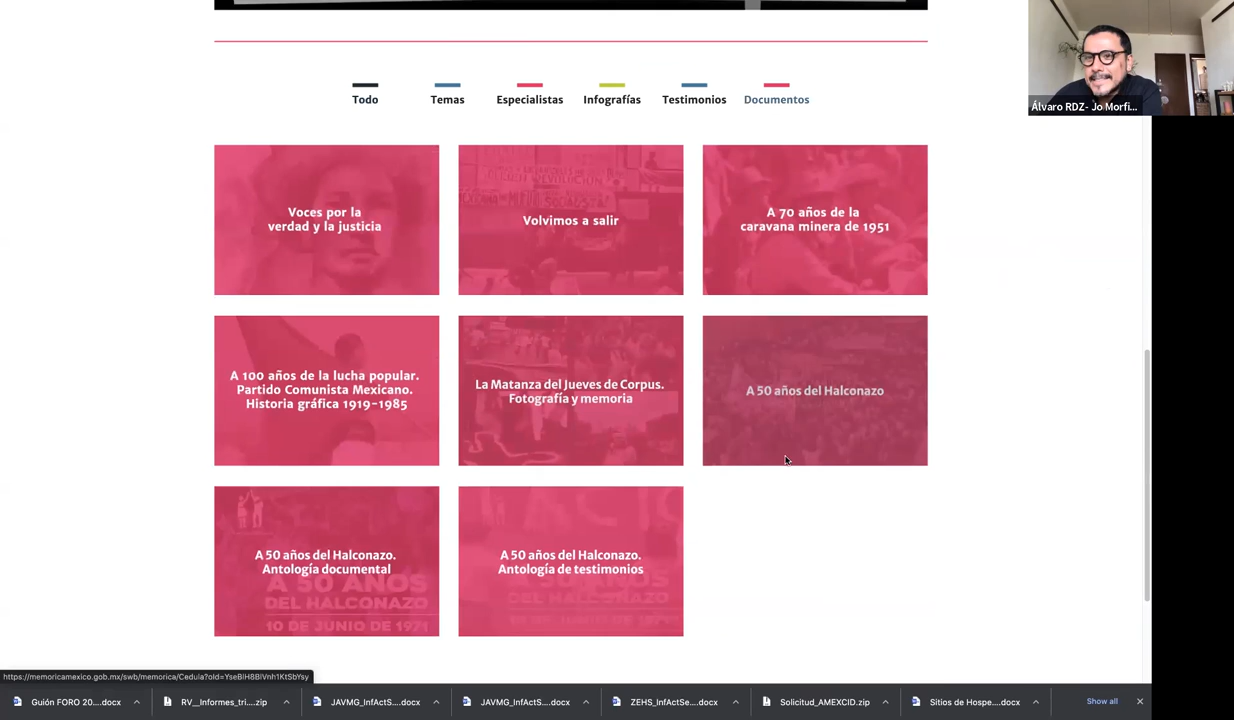 Álvaro RDZ- Jo Morfi...
Todo
Temas
Especialistas
Infografías
Testimonios
Documentos
Voces por la
verdad y la justicia
Volvimos a salir
A 70 años de la
caravana minera de 1951
A 100 años de la lucha popular.
Partido Comunista Mexicano.
Historia gráfica 1919-1985
La Matanza del Jueves de Corpus.
Fotografía y memoria
A 50 años del Halconazo
A 50 años del Halconazo.
Antología documental
A 50 AÑOS
DEL HALCONAZO
10 DE JUNIO DE 1971
A 50 años del Halconazo.
Antología de testimonios
DEL HALCONAZO
https://memoricamexico.gob.mx/swb/memorica/Cedula?oId=YseBiH8BiVnh1KtSbYsy
Guión FORO 20....docx
RV__Informes_tri....zip
JAVMG_InfActS....docx
JAVMG_InfActS....docx
ZEHS_InfActSe....docx
Solicitud_AMEXCID.zip
Sitios de Hospe....docx
Show all